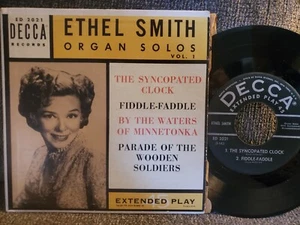 ED 2031
DECCA
RECORDS
ETHEL SMITH
ORGAN SOLOS
VOL. 1
THE SYNCOPATED
CLOCK
FIDDLE-FADDLE
BY THE WATERS OF
MINNETONKA
PARADE OF THE
WOODEN
SOLDIERS
EXTENDED PLAY
DECCA
EXTENDED PLAY
1 THE SYNCOPATED CLOCK
2 FIDDLE-FADDLE